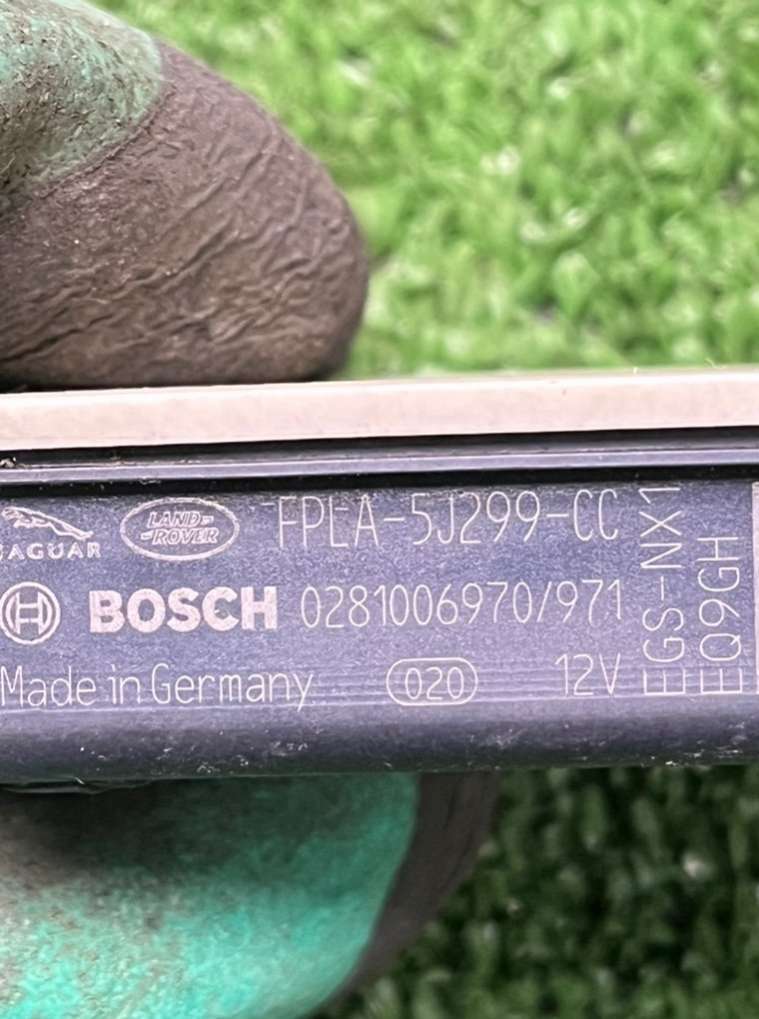 JAGUAR LAND-ROVER FPLA-5J299-CC
BOSCH 0281006970/971
Made in Germany 020 12V
EGS-NX1
EQ9GH